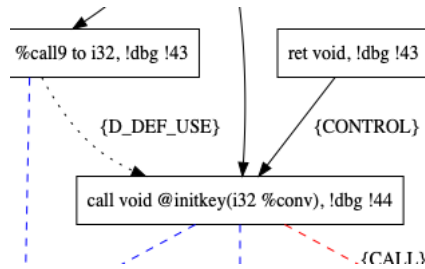 %call9 to i32, !dbg !43
ret void, !dbg !43
{D_DEF_USE}
{CONTROL}
call void @initkey(i32 %conv), !dbg !44
{CALL}